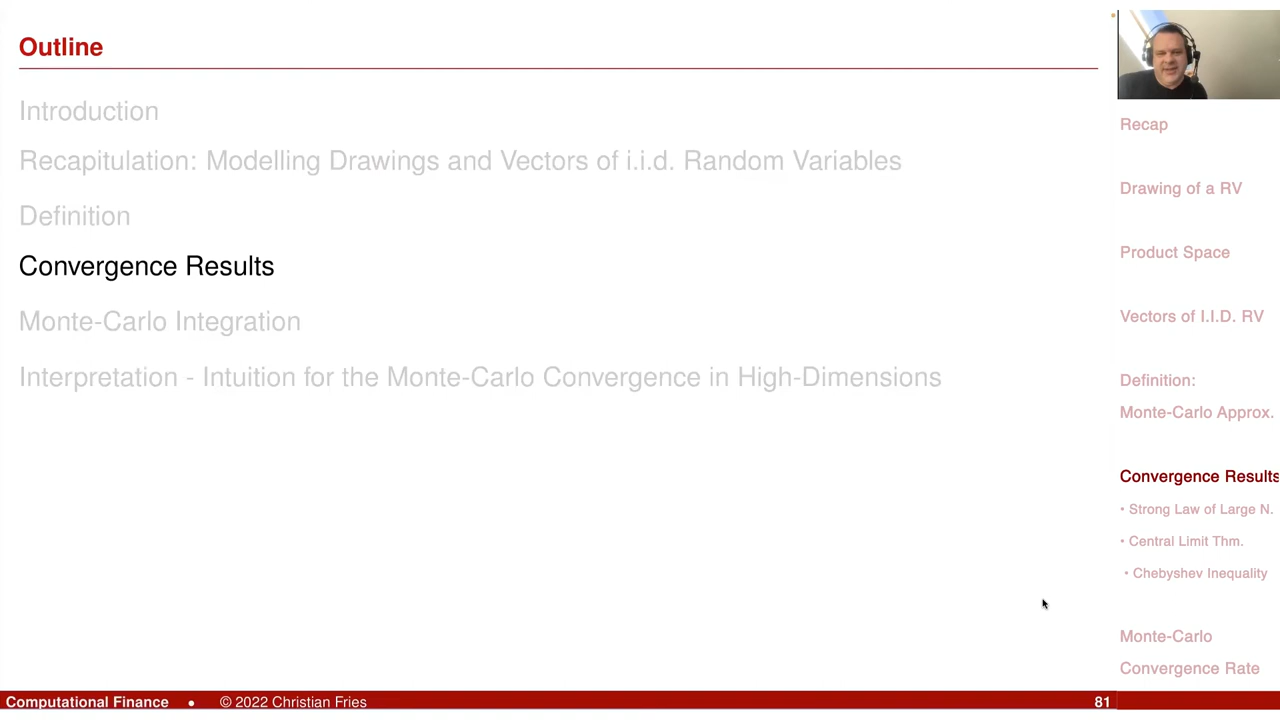 Outline
Introduction
Recapitulation: Modelling Drawings and Vectors of i.i.d. Random Variables
Definition
Convergence Results
Monte-Carlo Integration
Interpretation - Intuition for the Monte-Carlo Convergence in High-Dimensions
Recap
Drawing of a RV
Product Space
Vectors of I.I.D. RV
Definition:
Monte-Carlo Approx.
Convergence Results
• Strong Law of Large N.
• Central Limit Thm.
• Chebyshev Inequality
Monte-Carlo
Convergence Rate
Computational Finance • © 2022 Christian Fries 81